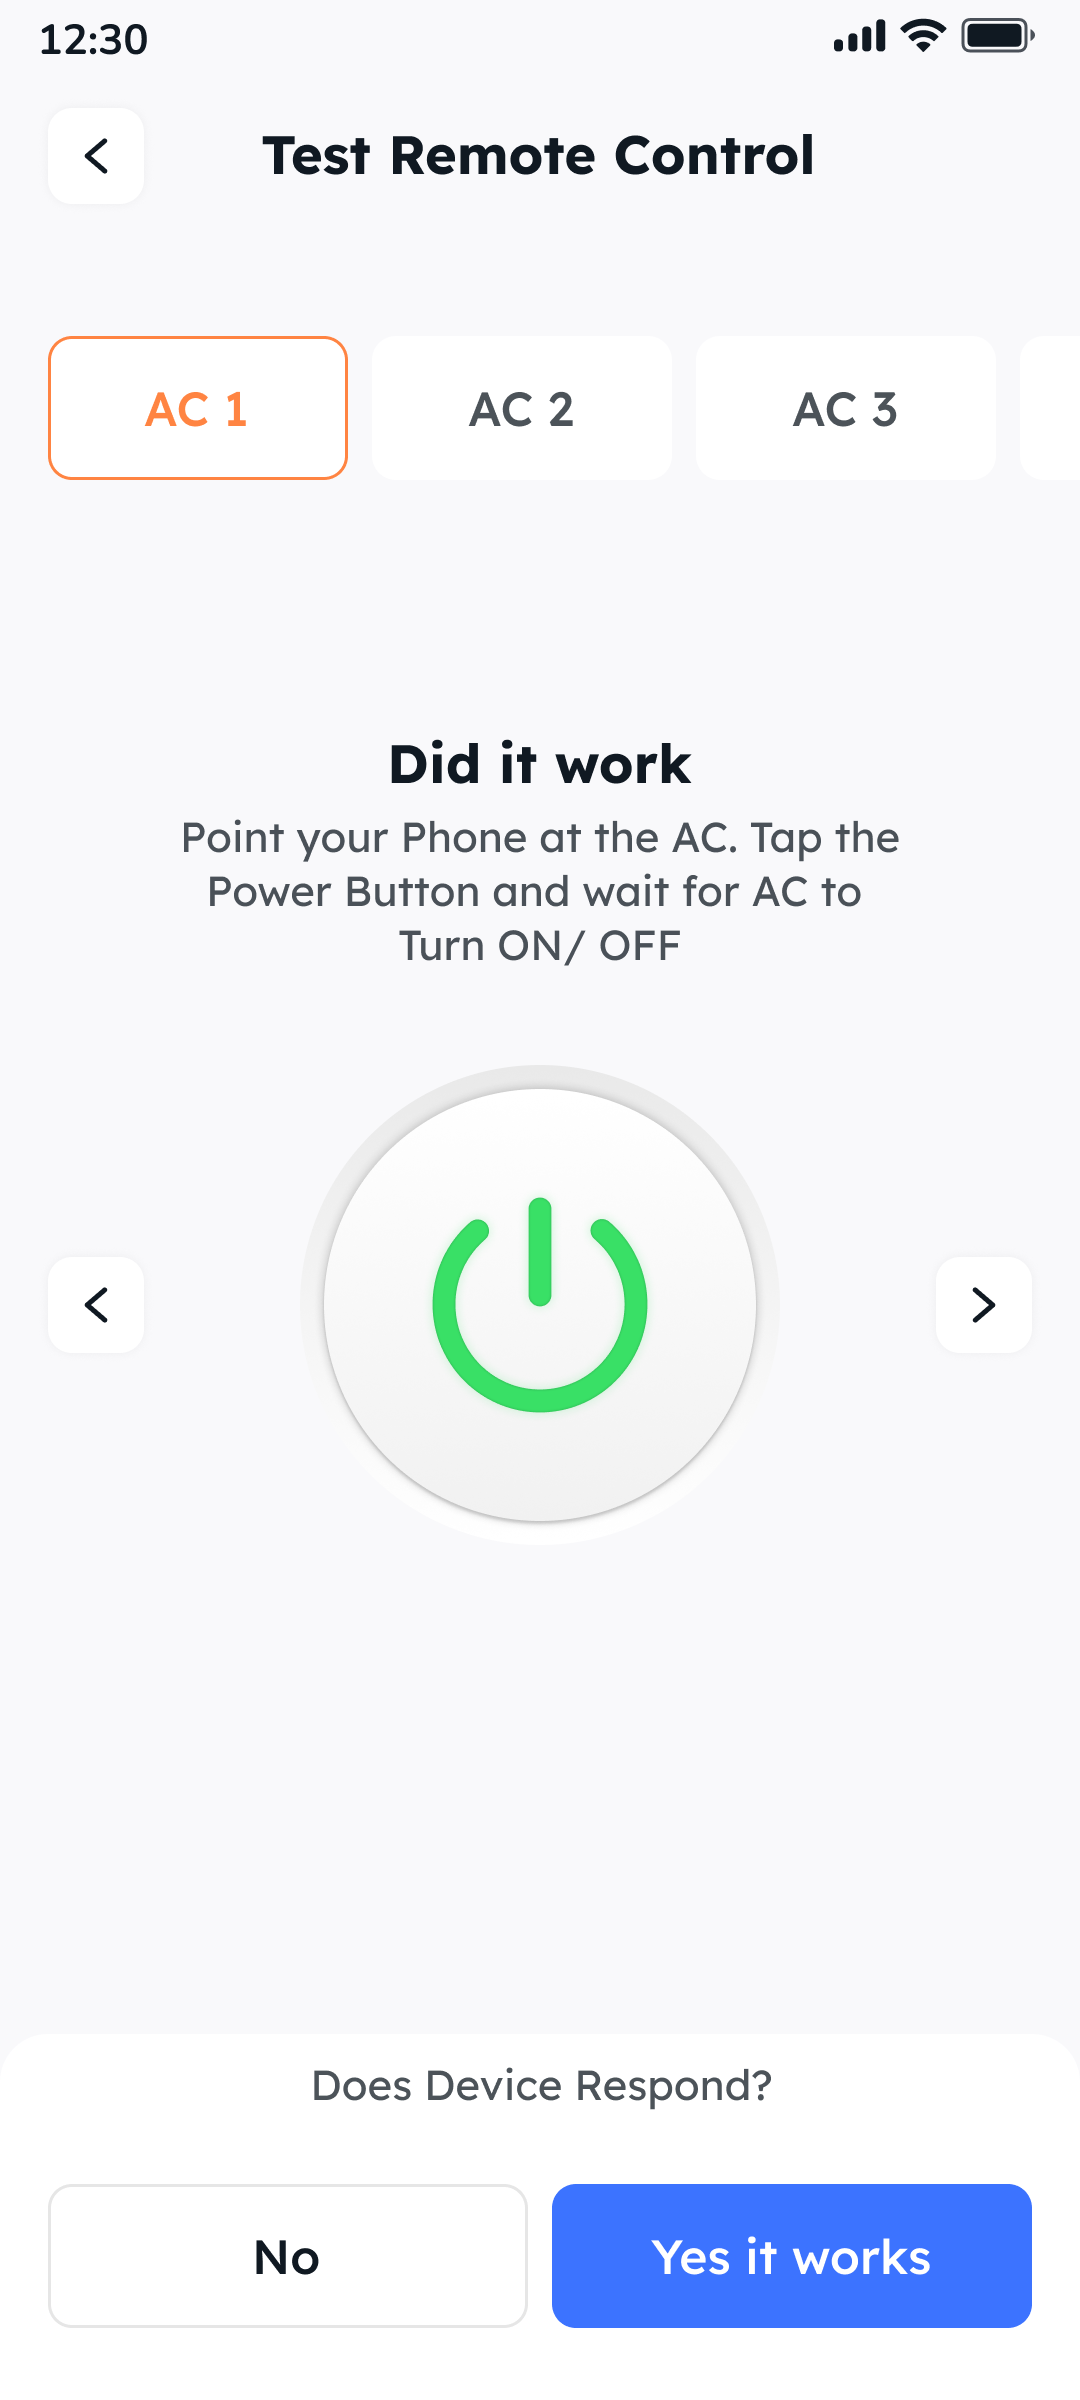 12:30
Test Remote Control
AC 1
AC 2
AC 3
Did it work
Point your Phone at the AC. Tap the
Power Button and wait for AC to
Turn ON/ OFF
Does Device Respond?
No
Yes it works